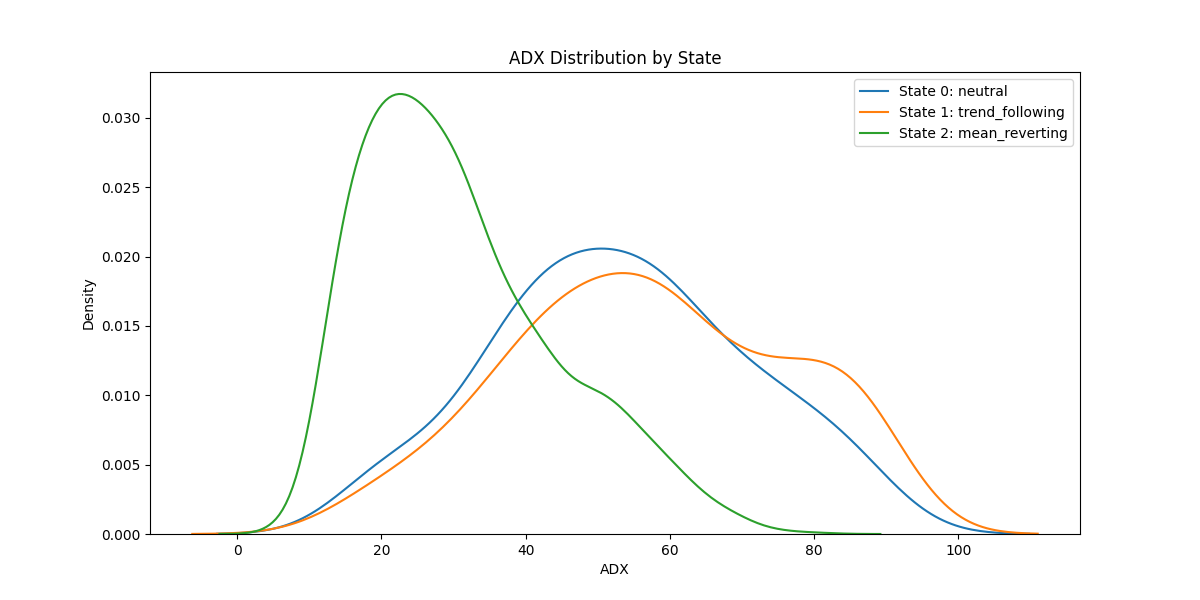 ADX Distribution by State
State 0: neutral
State 1: trend_following
State 2: mean_reverting
Density
0.030
0.025
0.020
0.015
0.010
0.005
0.000
0 20 40 60 80 100
ADX